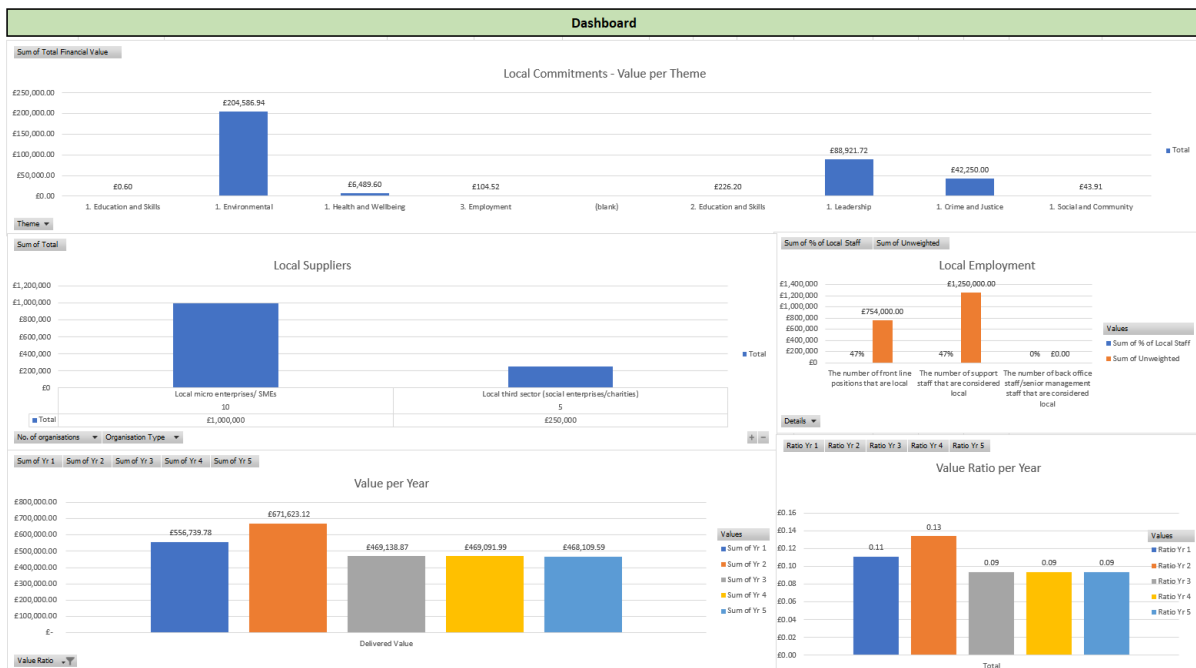 Dashboard
Sum of Total Financial Value
Local Commitments - Value per Theme
£250,000.00
£200,000.00
£150,000.00
£100,000.00
£50,000.00
£0.00
£0.60
£204,586.94
£6,489.60
£104.52
£226.20
£88,921.72
£42,250.00
£43.91
Total
1. Education and Skills
1. Environmental
1. Health and Wellbeing
3. Employment
(blank)
2. Education and Skills
1. Leadership
1. Crime and Justice
1. Social and Community
Theme
Sum of Total
Local Suppliers
£1,200,000
£1,000,000
£800,000
£600,000
£400,000
£200,000
£0
Total
Local micro enterprises/ SMEs
Local third sector (social enterprises/charities)
10
5
Total
£1,000,000
£250,000
No. of organisations
Organisation Type
Sum of % of Local Staff
Sum of Unweighted
Local Employment
£1,400,000
£1,200,000
£1,000,000
£800,000
£600,000
£400,000
£200,000
£0
47%
£754,000.00
47%
£1,250,000.00
0%
£0.00
The number of front line
positions that are local
The number of support
staff that are considered
local
The number of back office
staff/senior management
staff that are considered
local
Values
Sum of % of Local Staff
Sum of Unweighted
Details
Sum of Yr 1
Sum of Yr 2
Sum of Yr 3
Sum of Yr 4
Sum of Yr 5
Value per Year
£800,000.00
£700,000.00
£600,000.00
£500,000.00
£400,000.00
£300,000.00
£200,000.00
£100,000.00
£-
£556,739.78
£671,623.12
£469,138.87
£469,091.99
£468,109.59
Delivered Value
Values
Sum of Yr 1
Sum of Yr 2
Sum of Yr 3
Sum of Yr 4
Sum of Yr 5
Value Ratio
Ratio Yr 1
Ratio Yr 2
Ratio Yr 3
Ratio Yr 4
Ratio Yr 5
Value Ratio per Year
£0.16
£0.14
£0.12
£0.10
£0.08
£0.06
£0.04
£0.02
£0.00
0.11
0.13
0.09
0.09
0.09
Total
Values
Ratio Yr 1
Ratio Yr 2
Ratio Yr 3
Ratio Yr 4
Ratio Yr 5